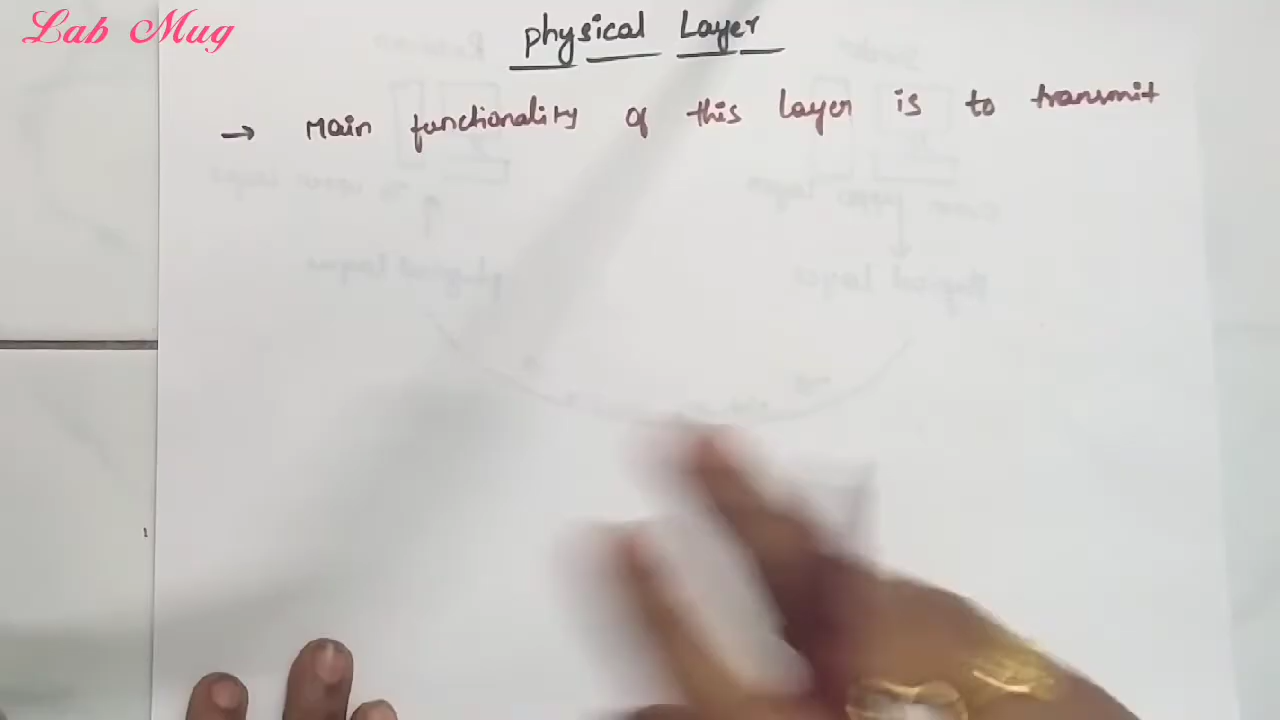 Lab Mug
physical Layer
→ Main functionality of this layer is to transmit